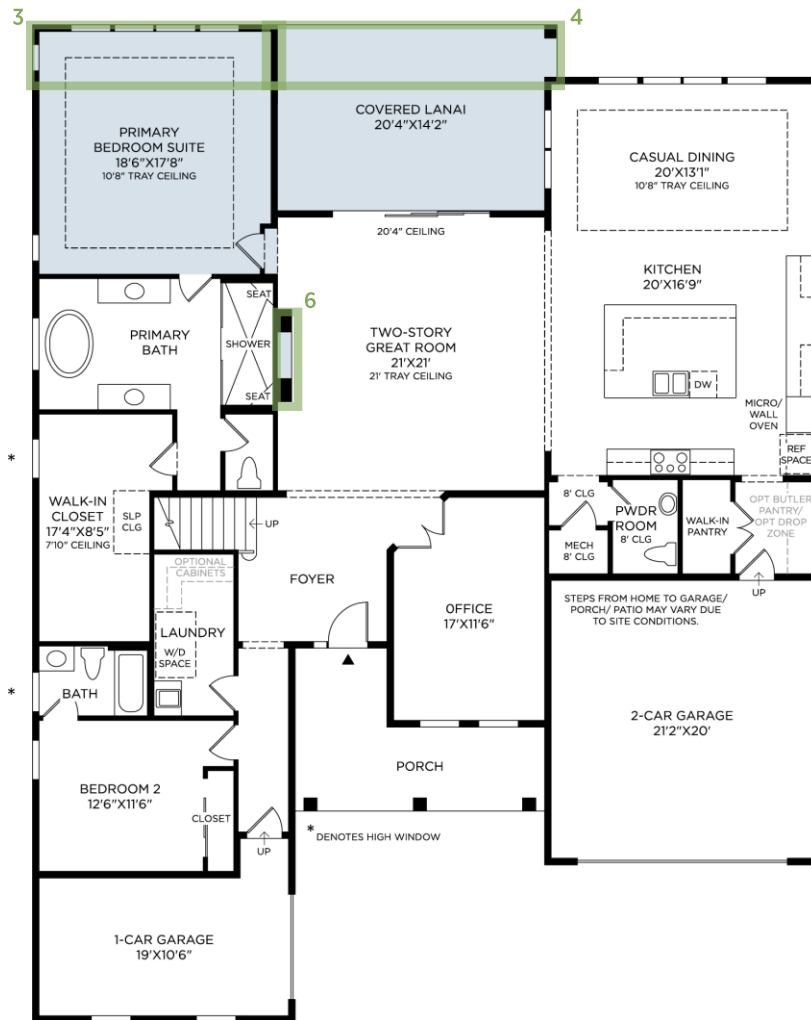 3
4
PRIMARY
BEDROOM SUITE
18'6"X17'8"
10'8" TRAY CEILING
COVERED LANAI
20'4"X14'2"
CASUAL DINING
20'X13'1"
10'8" TRAY CEILING
20'4" CEILING
KITCHEN
20'X16'9"
SEAT
6
PRIMARY
BATH
SHOWER
TWO-STORY
GREAT ROOM
21'X21'
21' TRAY CEILING
SEAT
DW
MICRO/
WALL
OVEN
REF
SPACE
*
WALK-IN
CLOSET
17'4"X8'5"
7'10" CEILING
SLP
CLG
UP
8' CLG
MECH
8' CLG
PWDR
ROOM
8' CLG
WALK-IN
PANTRY
OPT BUTLER
PANTRY/
OPT DROP
ZONE
UP
OPTIONAL
CABINETS
FOYER
LAUNDRY
W/D
SPACE
OFFICE
17'X11'6"
STEPS FROM HOME TO GARAGE/
PORCH/ PATIO MAY VARY DUE
TO SITE CONDITIONS.
*
BATH
2-CAR GARAGE
21'2"X20'
PORCH
BEDROOM 2
12'6"X11'6"
CLOSET
UP
* DENOTES HIGH WINDOW
1-CAR GARAGE
19'X10'6"